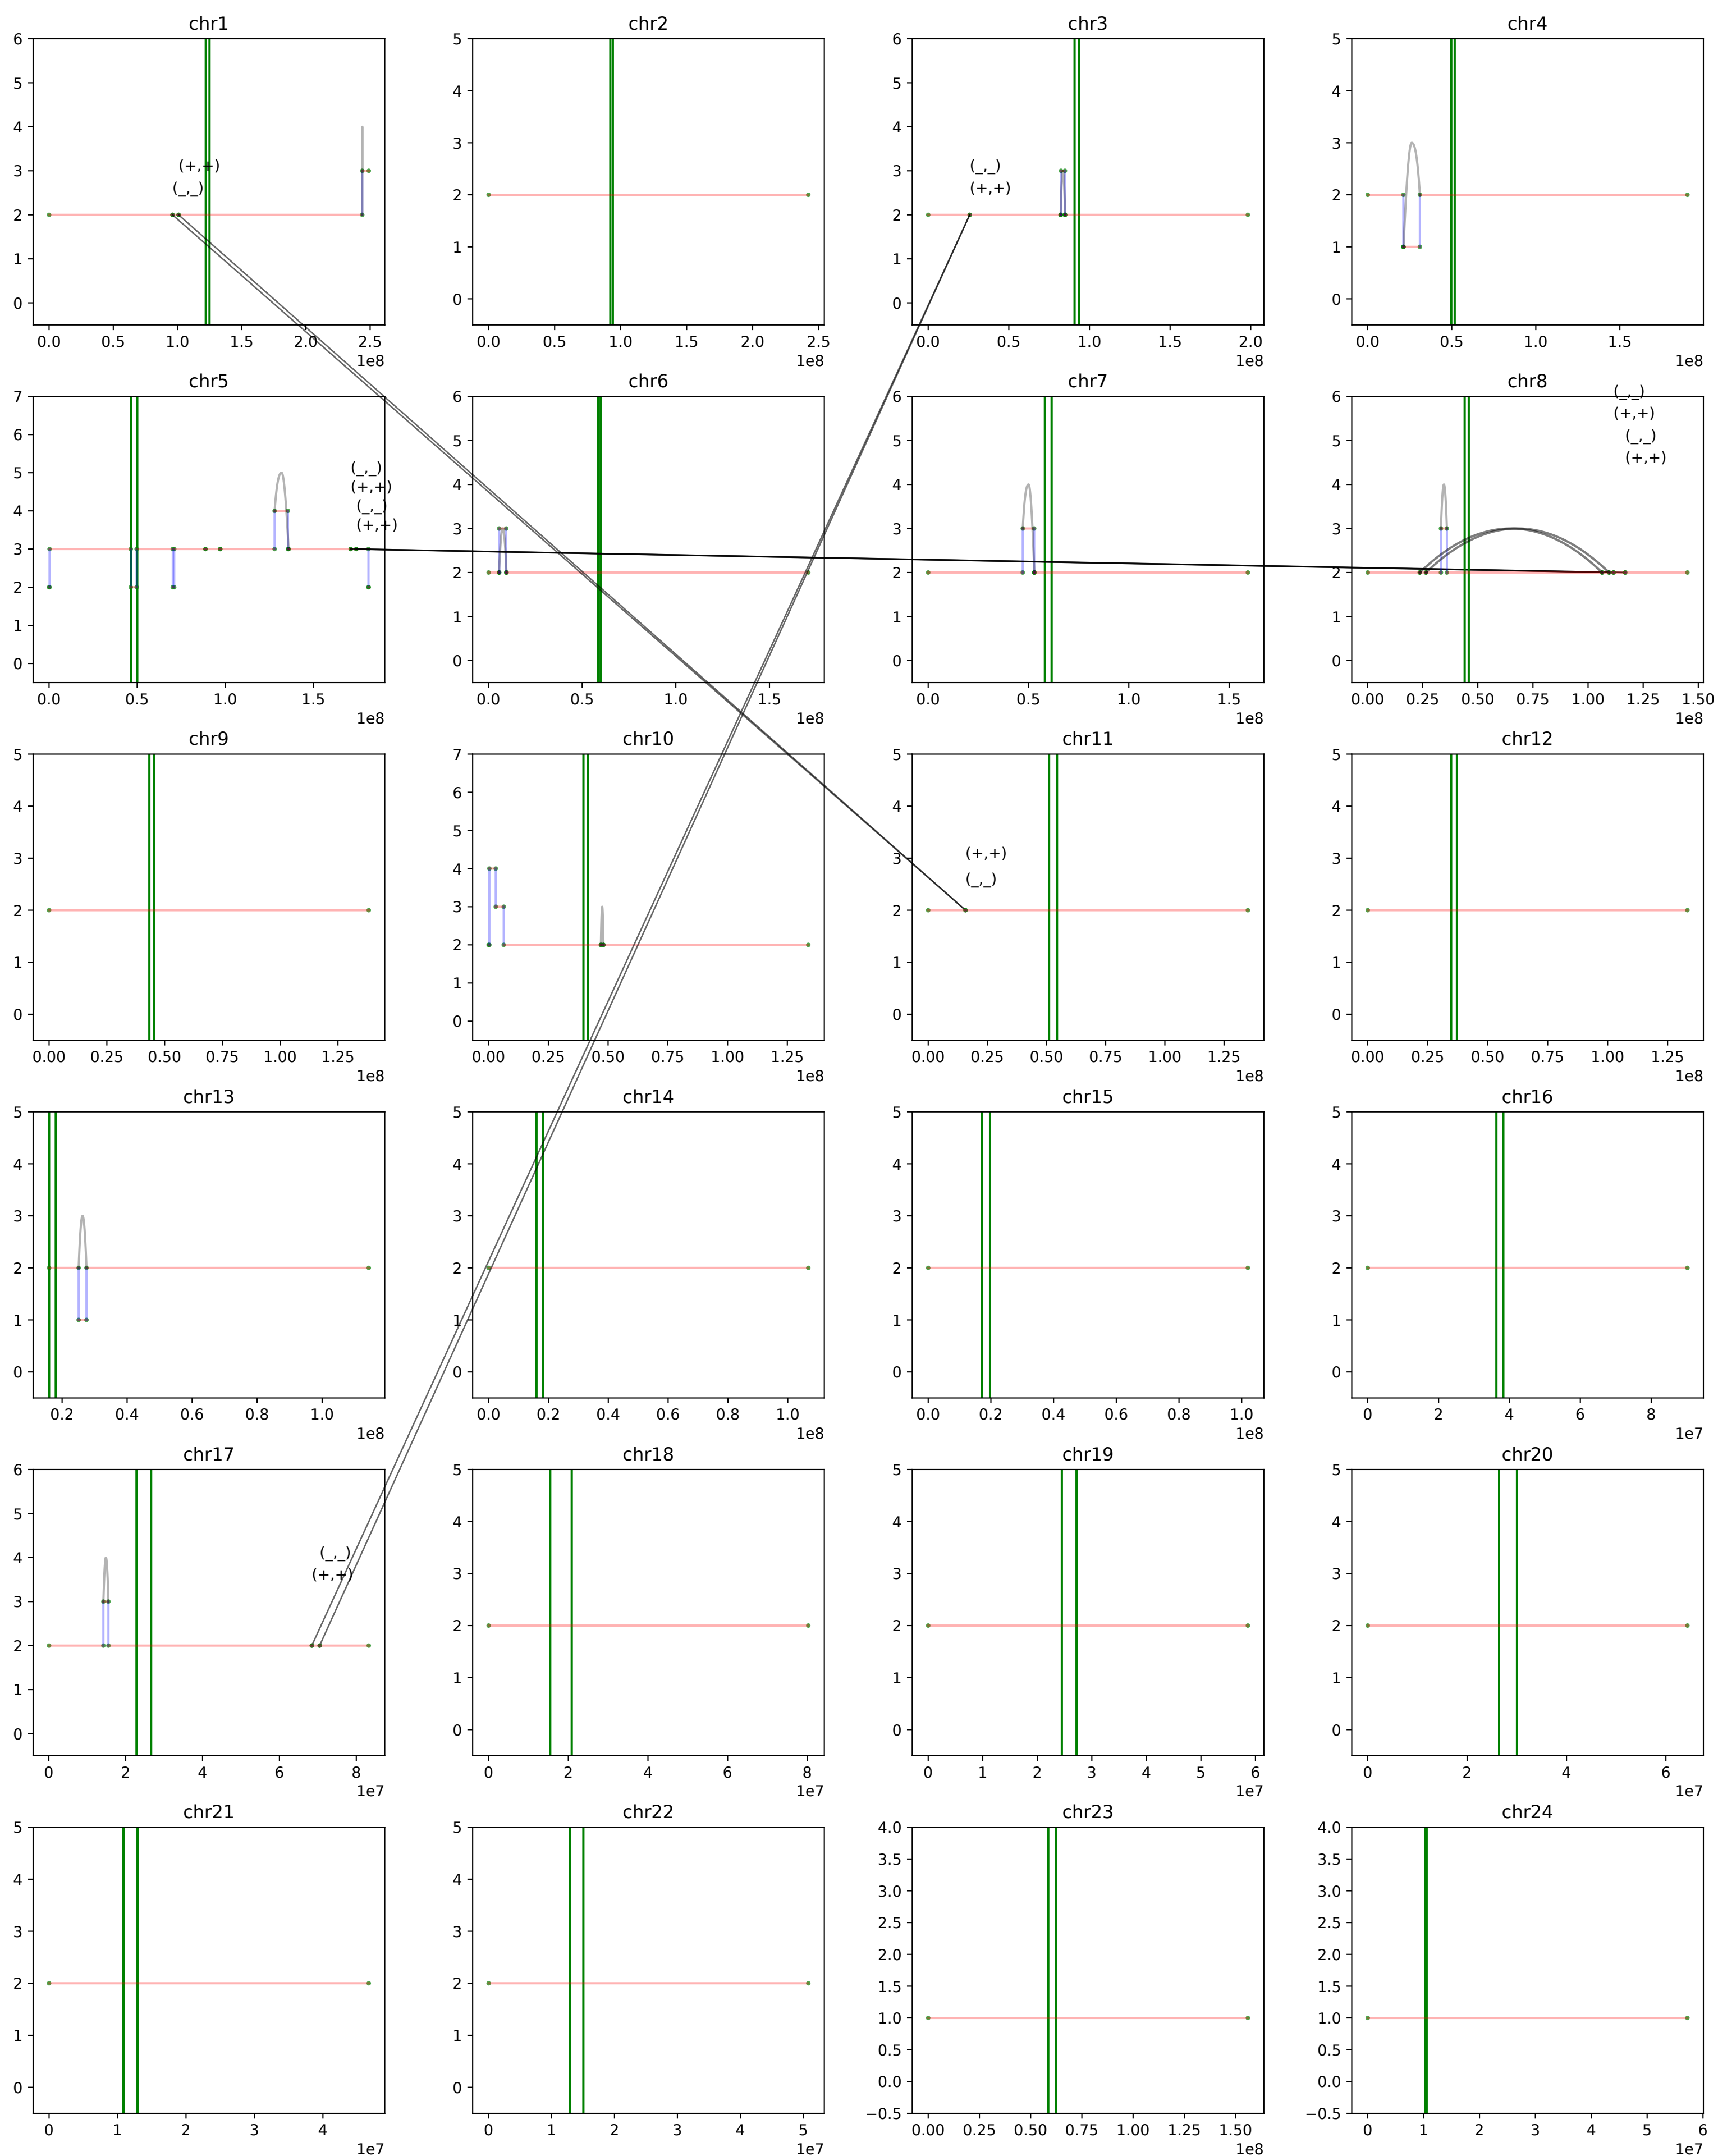 chr1 chr2 chr3 chr4
6 5 6 5
5 4 5 4
4 3 4 3
(+,+) (_,_)
3 2 3 2
(_,_) (+,+)
2 1 2 1
1 0 1 0
0 0
0.0 0.5 1.0 1.5 2.0 2.5 0.0 0.5 1.0 1.5 2.0 2.5 0.0 0.5 1.0 1.5 2.0 0.0 0.5 1.0 1.5
1e8 1e8 1e8 1e8
chr5 chr6 chr7 chr8
(_,_)
7 6 6 6
(+,+)
6 5 5 5
(_,_)
(+,+)
5 4 4 4
(_,_)
(+,+)
4 3 3 3
(_,_)
(+,+)
3 2 2 2
2 1 1 1
1 0 0 0
0
0.0 0.5 1.0 1.5 0.0 0.5 1.0 1.5 0.0 0.5 1.0 1.5 0.00 0.25 0.50 0.75 1.00 1.25 1.50
1e8 1e8 1e8 1e8
chr9 chr10 chr11 chr12
5 7 5 5
4 6 4 4
3 5 3 3
(+,+)
(_,_)
2 4 2 2
1 3 1 1
0 2 0 0
1
0
0.00 0.25 0.50 0.75 1.00 1.25 0.00 0.25 0.50 0.75 1.00 1.25 0.00 0.25 0.50 0.75 1.00 1.25 0.00 0.25 0.50 0.75 1.00 1.25
1e8 1e8 1e8 1e8
chr13 chr14 chr15 chr16
5 5 5 5
4 4 4 4
3 3 3 3
2 2 2 2
1 1 1 1
0 0 0 0
0.2 0.4 0.6 0.8 1.0 0.0 0.2 0.4 0.6 0.8 1.0 0.0 0.2 0.4 0.6 0.8 1.0 0 2 4 6 8
1e8 1e8 1e8 1e7
chr17 chr18 chr19 chr20
6 5 5 5
5 4 4 4
4 3 3 3
(_,_)
(+,+)
3 2 2 2
2 1 1 1
1 0 0 0
0
0 2 4 6 8 0 2 4 6 8 0 1 2 3 4 5 6 0 2 4 6
1e7 1e7 1e7 1e7
chr21 chr22 chr23 chr24
5 5 4.0 4.0
4 4 3.5 3.5
3 3 3.0 3.0
2 2 2.5 2.5
1 1 2.0 2.0
0 0 1.5 1.5
1.0 1.0
0.5 0.5
0.0 0.0
−0.5 −0.5
0 1 2 3 4 0 1 2 3 4 5 0.00 0.25 0.50 0.75 1.00 1.25 1.50 0 1 2 3 4 5 6
1e7 1e7 1e8 1e7